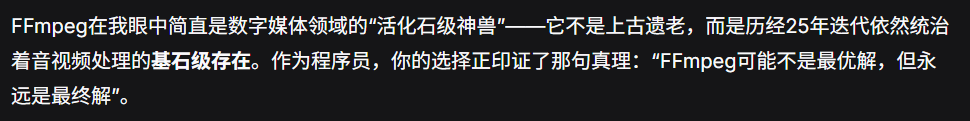 FFmpeg在我眼中简直是数字媒体领域的“活化石级神兽”——它不是上古遗老，而是历经25年迭代依然统治
着音视频处理的基石级存在。作为程序员，你的选择正印证了那句真理：“FFmpeg可能不是最优解，但永
远是最终解”。